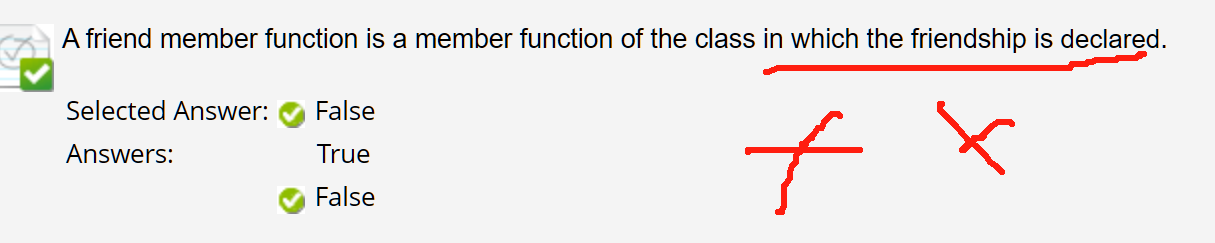 A friend member function is a member function of the class in which the friendship is declared.
Selected Answer: False
Answers: True
False